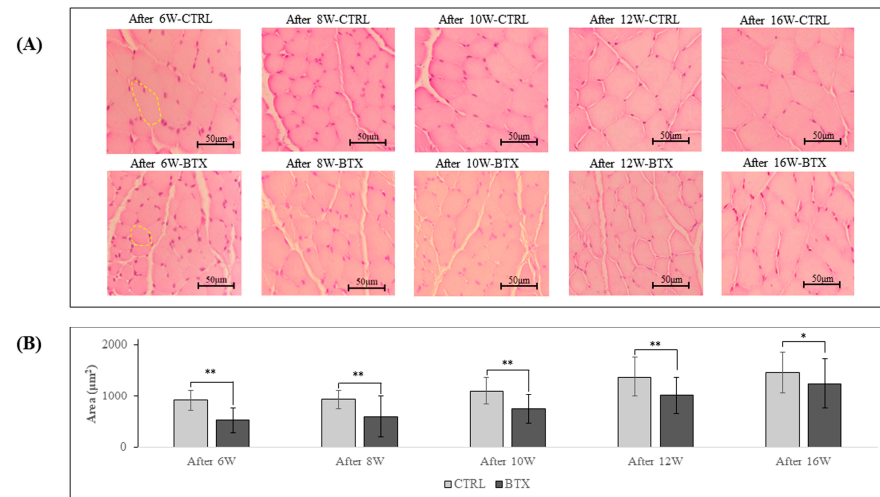 (A)
After 6W-CTRL After 8W-CTRL After 10W-CTRL After 12W-CTRL After 16W-CTRL
50μm 50μm 50μm 50μm 50μm
After 6W-BTX After 8W-BTX After 10W-BTX After 12W-BTX After 16W-BTX
50μm 50μm 50μm 50μm 50μm
(B)
Area (μm²)
2000
1000
0
** ** ** ** *
After 6W After 8W After 10W After 12W After 16W
CTRL BTX